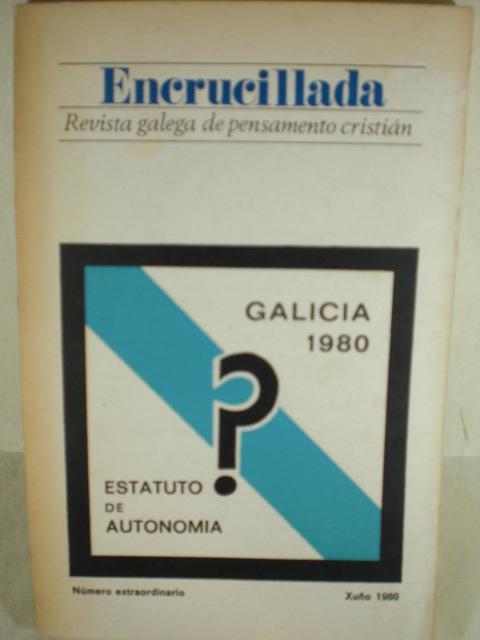 Encrucillada
Revista galega de pensamento cristián
GALICIA
1980
?
ESTATUTO
DE
AUTONOMIA
Número extraordinario
Xuño 1980